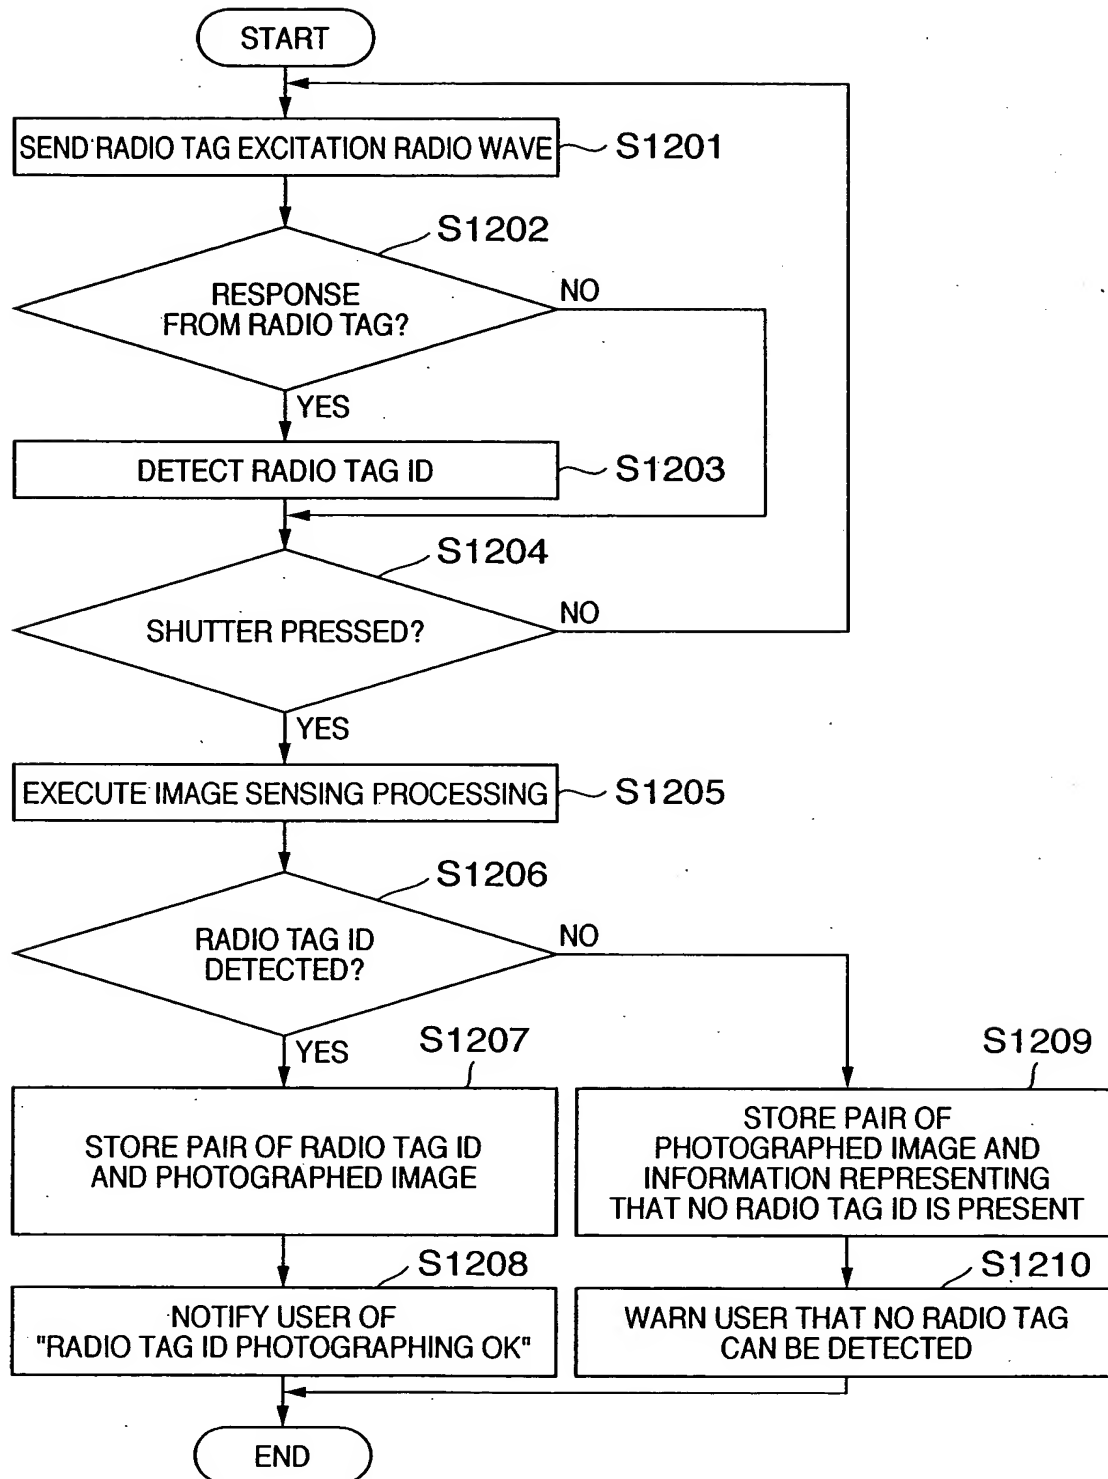 START
SEND RADIO TAG EXCITATION RADIO WAVE
S1201
S1202
RESPONSE
FROM RADIO TAG?
NO
YES
DETECT RADIO TAG ID
S1203
S1204
SHUTTER PRESSED?
NO
YES
EXECUTE IMAGE SENSING PROCESSING
S1205
S1206
RADIO TAG ID
DETECTED?
NO
YES
S1207
STORE PAIR OF RADIO TAG ID
AND PHOTOGRAPHED IMAGE
S1209
STORE PAIR OF
PHOTOGRAPHED IMAGE AND
INFORMATION REPRESENTING
THAT NO RADIO TAG ID IS PRESENT
S1208
NOTIFY USER OF
"RADIO TAG ID PHOTOGRAPHING OK"
S1210
WARN USER THAT NO RADIO TAG
CAN BE DETECTED
END